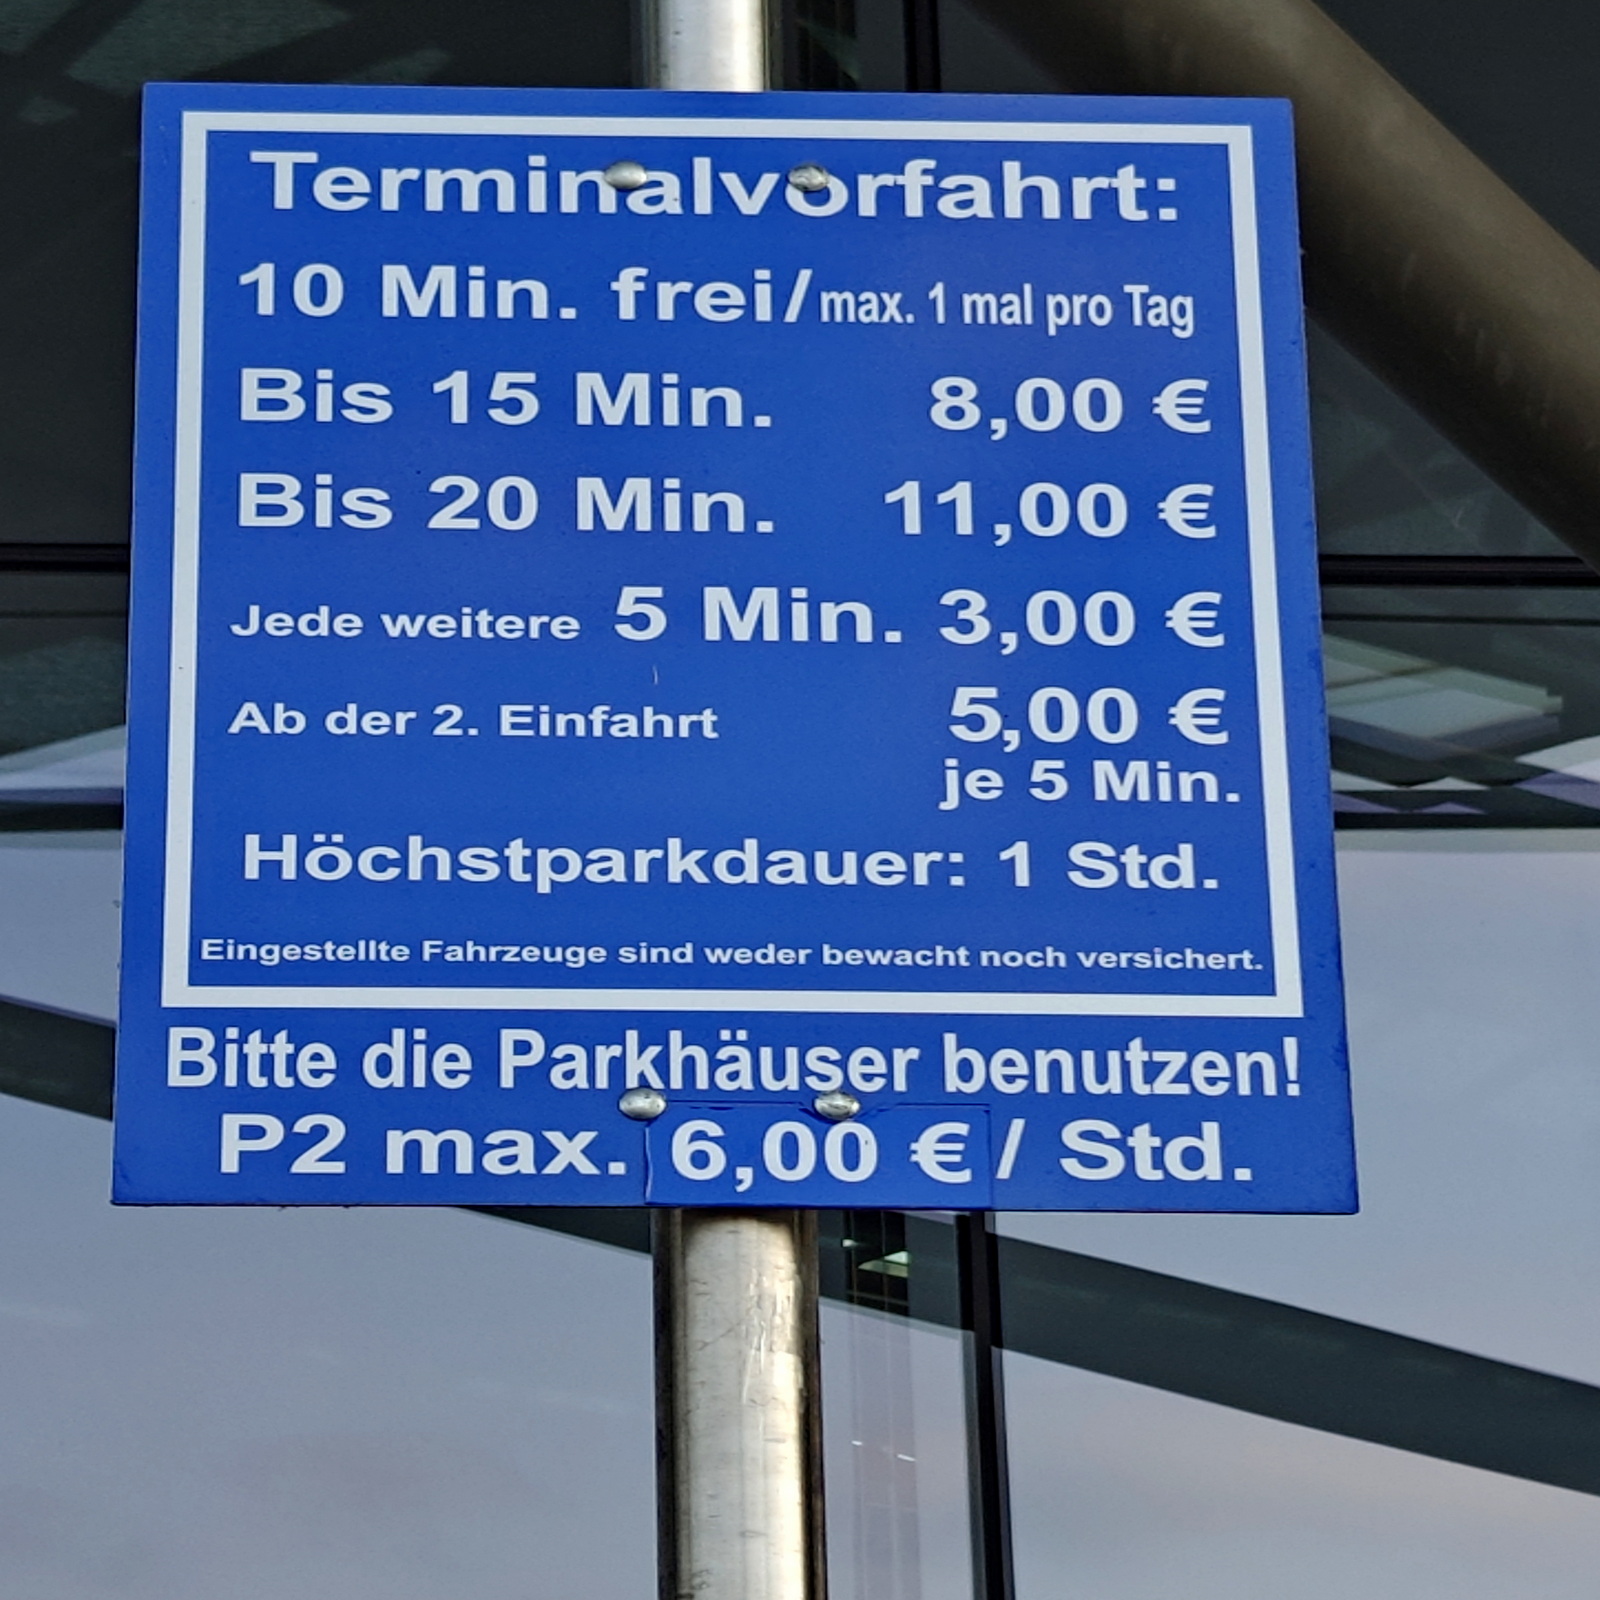 Terminalvorfahrt:
10 Min. frei/max. 1 mal pro Tag
Bis 15 Min. 8,00 €
Bis 20 Min. 11,00 €
Jede weitere 5 Min. 3,00 €
Ab der 2. Einfahrt 5,00 €
je 5 Min.
Höchstparkdauer: 1 Std.
Eingestellte Fahrzeuge sind weder bewacht noch versichert.
Bitte die Parkhäuser benutzen!
P2 max. 6,00 € / Std.